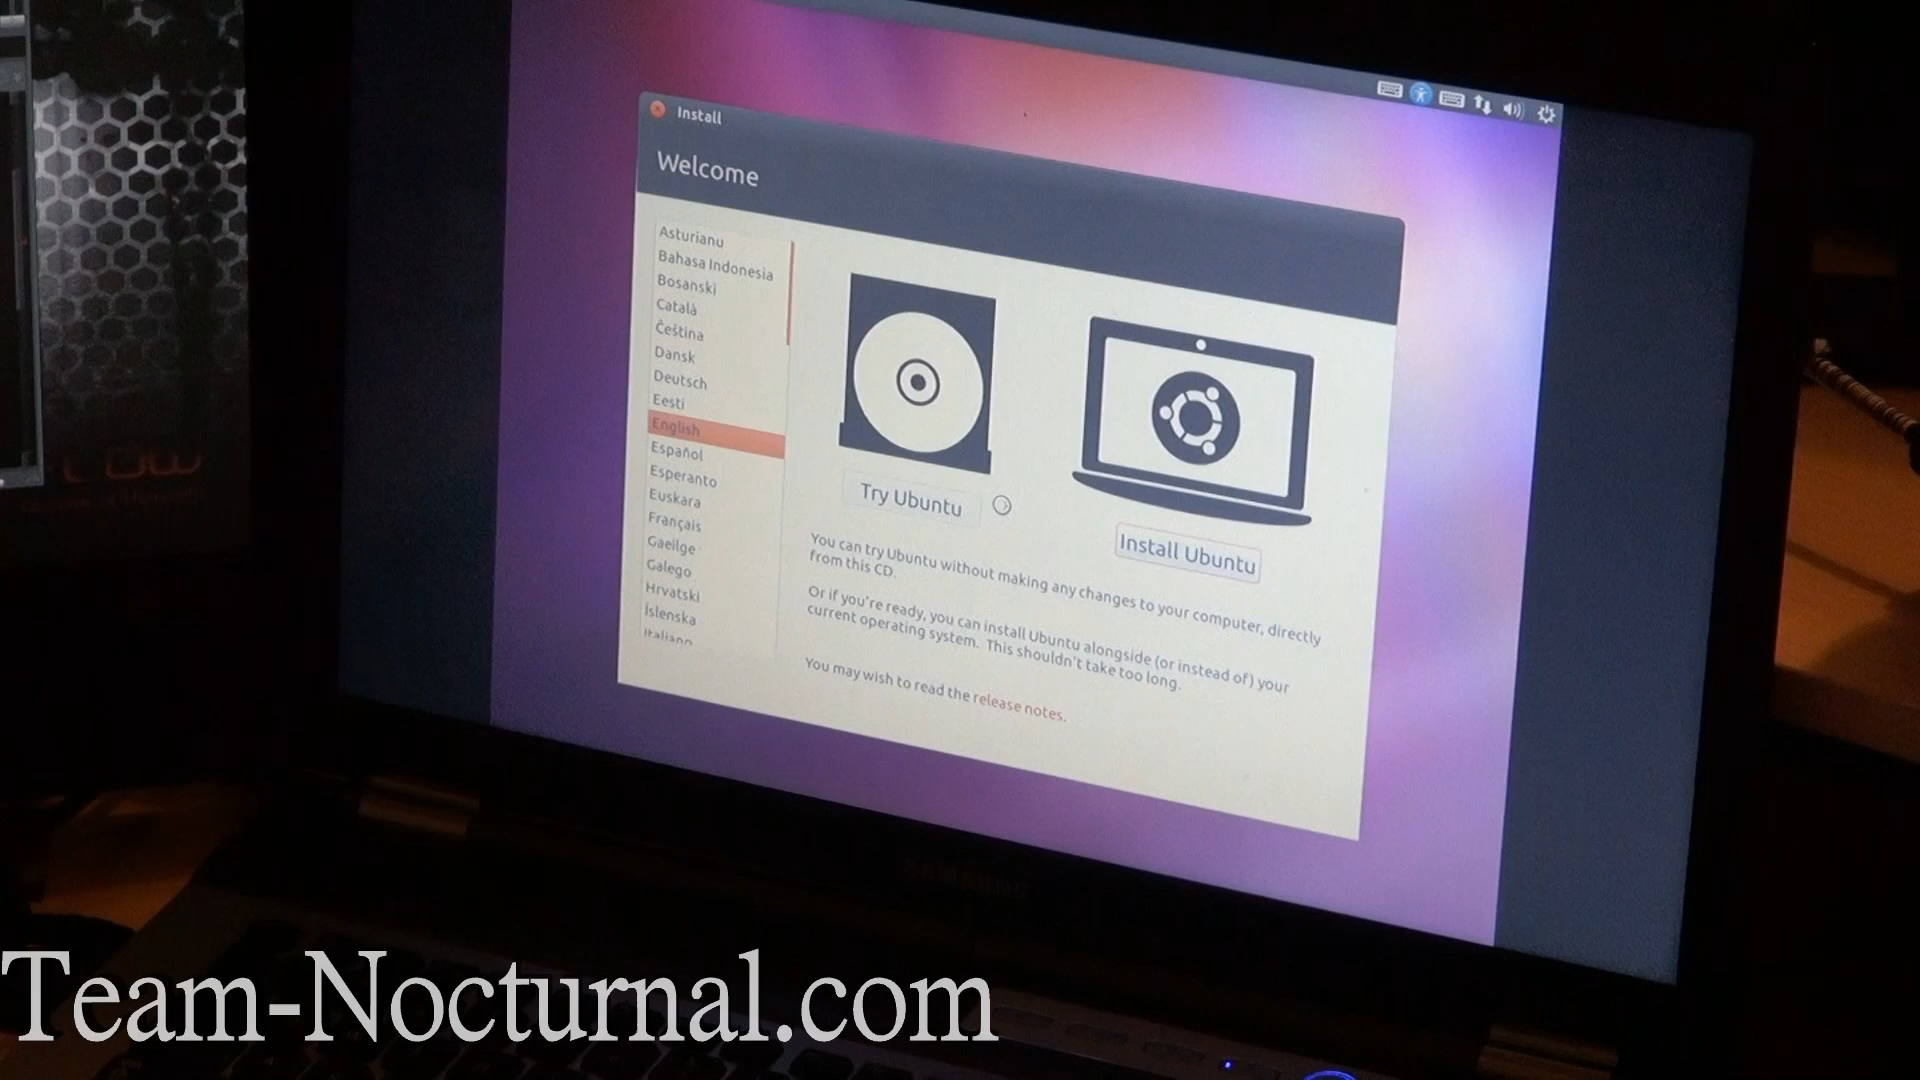 Install
Welcome
Asturianu
Bahasa Indonesia
Bosanski
Català
Čeština
Dansk
Deutsch
Eesti
English
Español
Esperanto
Euskara
Français
Gaeilge
Galego
Hrvatski
Íslenska
Italiano
Try Ubuntu
Install Ubuntu
You can try Ubuntu without making any changes to your computer, directly
from this CD.
Or if you're ready, you can install Ubuntu alongside (or instead of) your
current operating system. This shouldn't take too long.
You may wish to read the release notes.
SAMSUNG
Team-Nocturnal.com